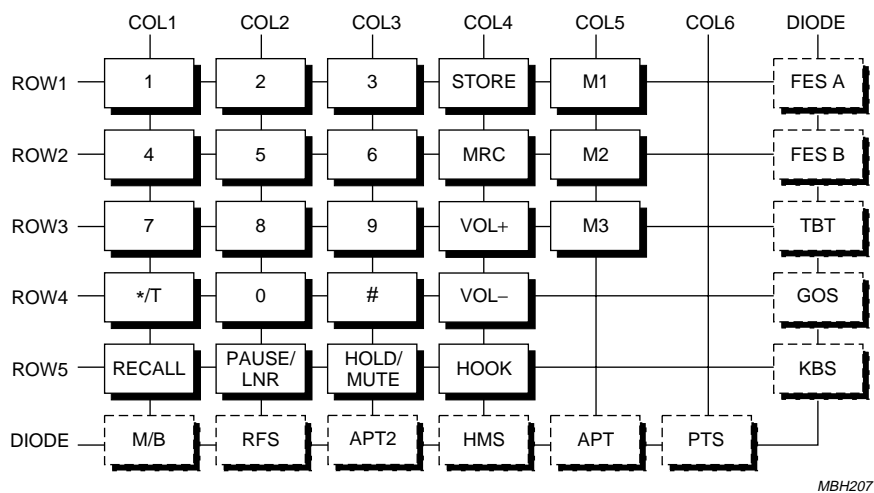 COL1 COL2 COL3 COL4 COL5 COL6 DIODE
ROW1 1 2 3 STORE M1 FES A
ROW2 4 5 6 MRC M2 FES B
ROW3 7 8 9 VOL+ M3 TBT
ROW4 */T 0 # VOL− GOS
ROW5 RECALL PAUSE/ LNR HOLD/ MUTE HOOK KBS
DIODE M/B RFS APT2 HMS APT PTS
MBH207